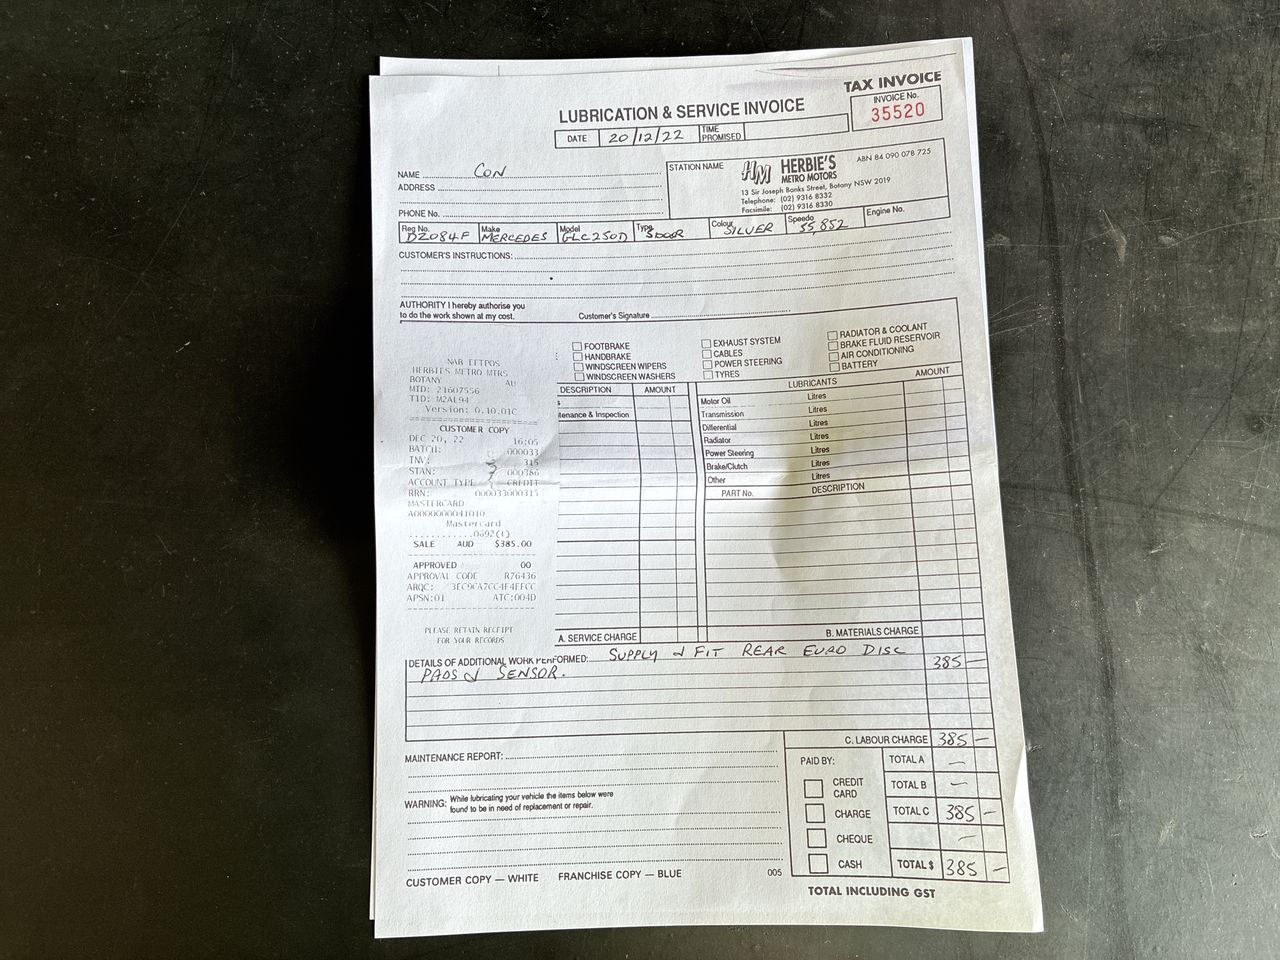 TAX INVOICE
LUBRICATION & SERVICE INVOICE
INVOICE No.
35520
DATE 20/12/22 TIME PROMISED
NAME CON
ADDRESS
PHONE No.
STATION NAME
HM HERBIE'S METRO MOTORS
ABN 84 090 078 725
13 Sir Joseph Banks Street, Botany NSW 2019
Telephone: (02) 9316 8332
Facsimile: (02) 9316 8330
Reg No. Make Model Type Colour Speedo Engine No.
DZ084F MERCEDES GLC250D 5DOOR SILVER 55,852
CUSTOMER'S INSTRUCTIONS:
AUTHORITY I hereby authorise you
to do the work shown at my cost.
Customer's Signature
FOOTBRAKE
HANDBRAKE
WINDSCREEN WIPERS
WINDSCREEN WASHERS
EXHAUST SYSTEM
CABLES
POWER STEERING
TYRES
RADIATOR & COOLANT
BRAKE FLUID RESERVOIR
AIR CONDITIONING
BATTERY
NAB EFTPOS
HERBIES METRO MTRS
BOTANY AU
MID: 21607556
TID: M2AL94
Version: 0.10.01C
CUSTOMER COPY
DEC 20, 22 16:05
BATCH: 000033
INV: 315
STAN: 000386
ACCOUNT TYPE CREDIT
RRN: 000033000315
MASTERCARD
A0000000041010
Mastercard
...........0692(t)
SALE AUD $385.00
APPROVED 00
APPROVAL CODE R76436
ARQC: 3EC9CA7CC4F4EFCC
APSN:01 ATC:004D
PLEASE RETAIN RECEIPT
FOR YOUR RECORDS
DESCRIPTION AMOUNT
tenance & Inspection
A. SERVICE CHARGE
LUBRICANTS AMOUNT
Motor Oil Litres
Transmission Litres
Differential Litres
Radiator Litres
Power Steering Litres
Brake/Clutch Litres
Other Litres
PART No. DESCRIPTION
B. MATERIALS CHARGE
DETAILS OF ADDITIONAL WORK PERFORMED: SUPPLY & FIT REAR EURO DISC 385 —
PADS & SENSOR.
C. LABOUR CHARGE 385 —
MAINTENANCE REPORT:
WARNING: While lubricating your vehicle the items below were
found to be in need of replacement or repair.
PAID BY:
CREDIT CARD
CHARGE
CHEQUE
CASH
TOTAL A —
TOTAL B —
TOTAL C 385 —
—
TOTAL $ 385 —
CUSTOMER COPY — WHITE FRANCHISE COPY — BLUE 005
TOTAL INCLUDING GST